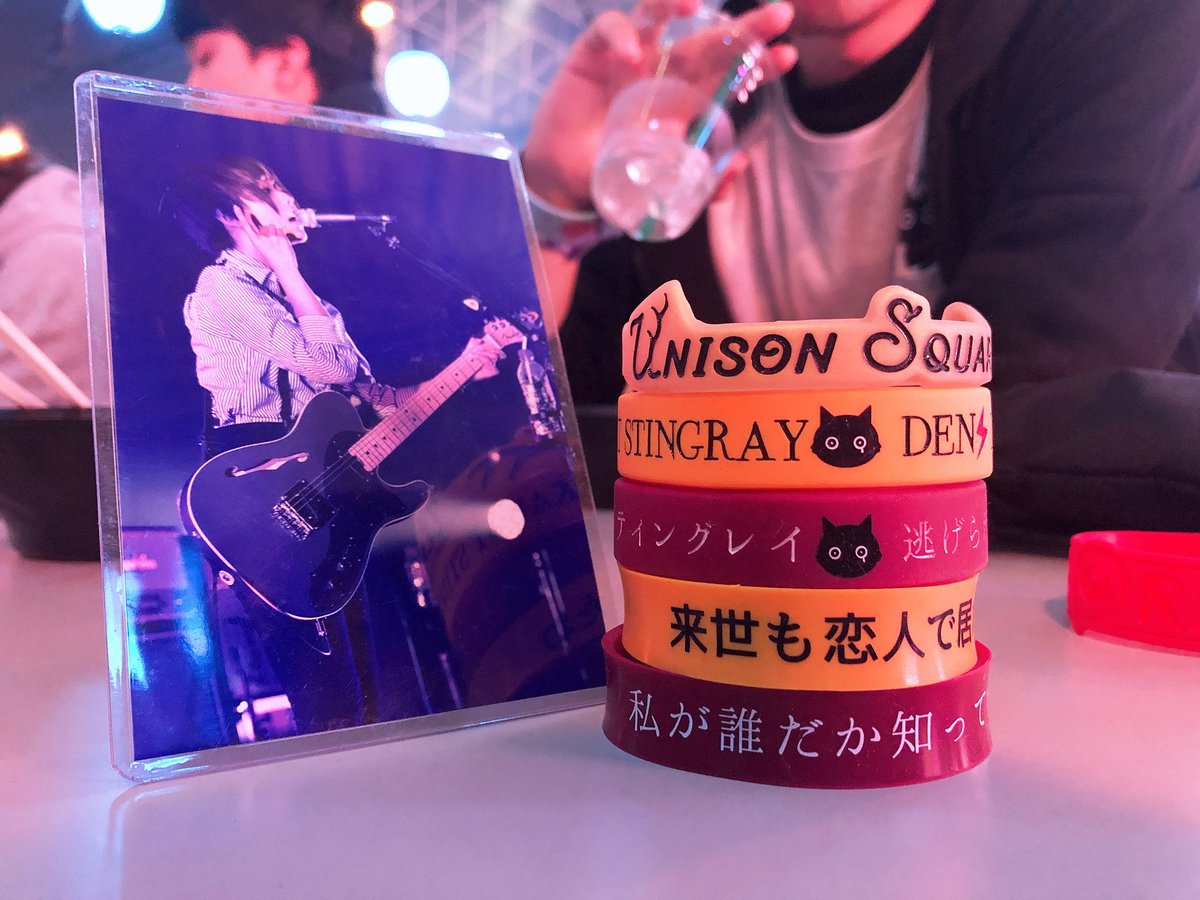 UNISON SQUA
STINGRAY DEN
ティングレイ 逃げら
来世も恋人で居
私が誰だか知って
OR